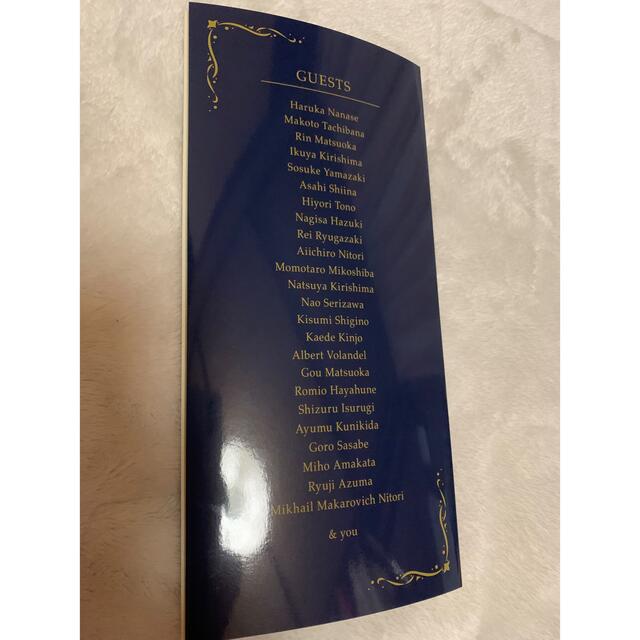 GUESTS
Haruka Nanase
Makoto Tachibana
Rin Matsuoka
Ikuya Kirishima
Sosuke Yamazaki
Asahi Shiina
Hiyori Tono
Nagisa Hazuki
Rei Ryugazaki
Aiichiro Nitori
Momotaro Mikoshiba
Natsuya Kirishima
Nao Serizawa
Kisumi Shigino
Kaede Kinjo
Albert Volandel
Gou Matsuoka
Romio Hayahune
Shizuru Isurugi
Ayumu Kunikida
Goro Sasabe
Miho Amakata
Ryuji Azuma
Mikhail Makarovich Nitori
& you